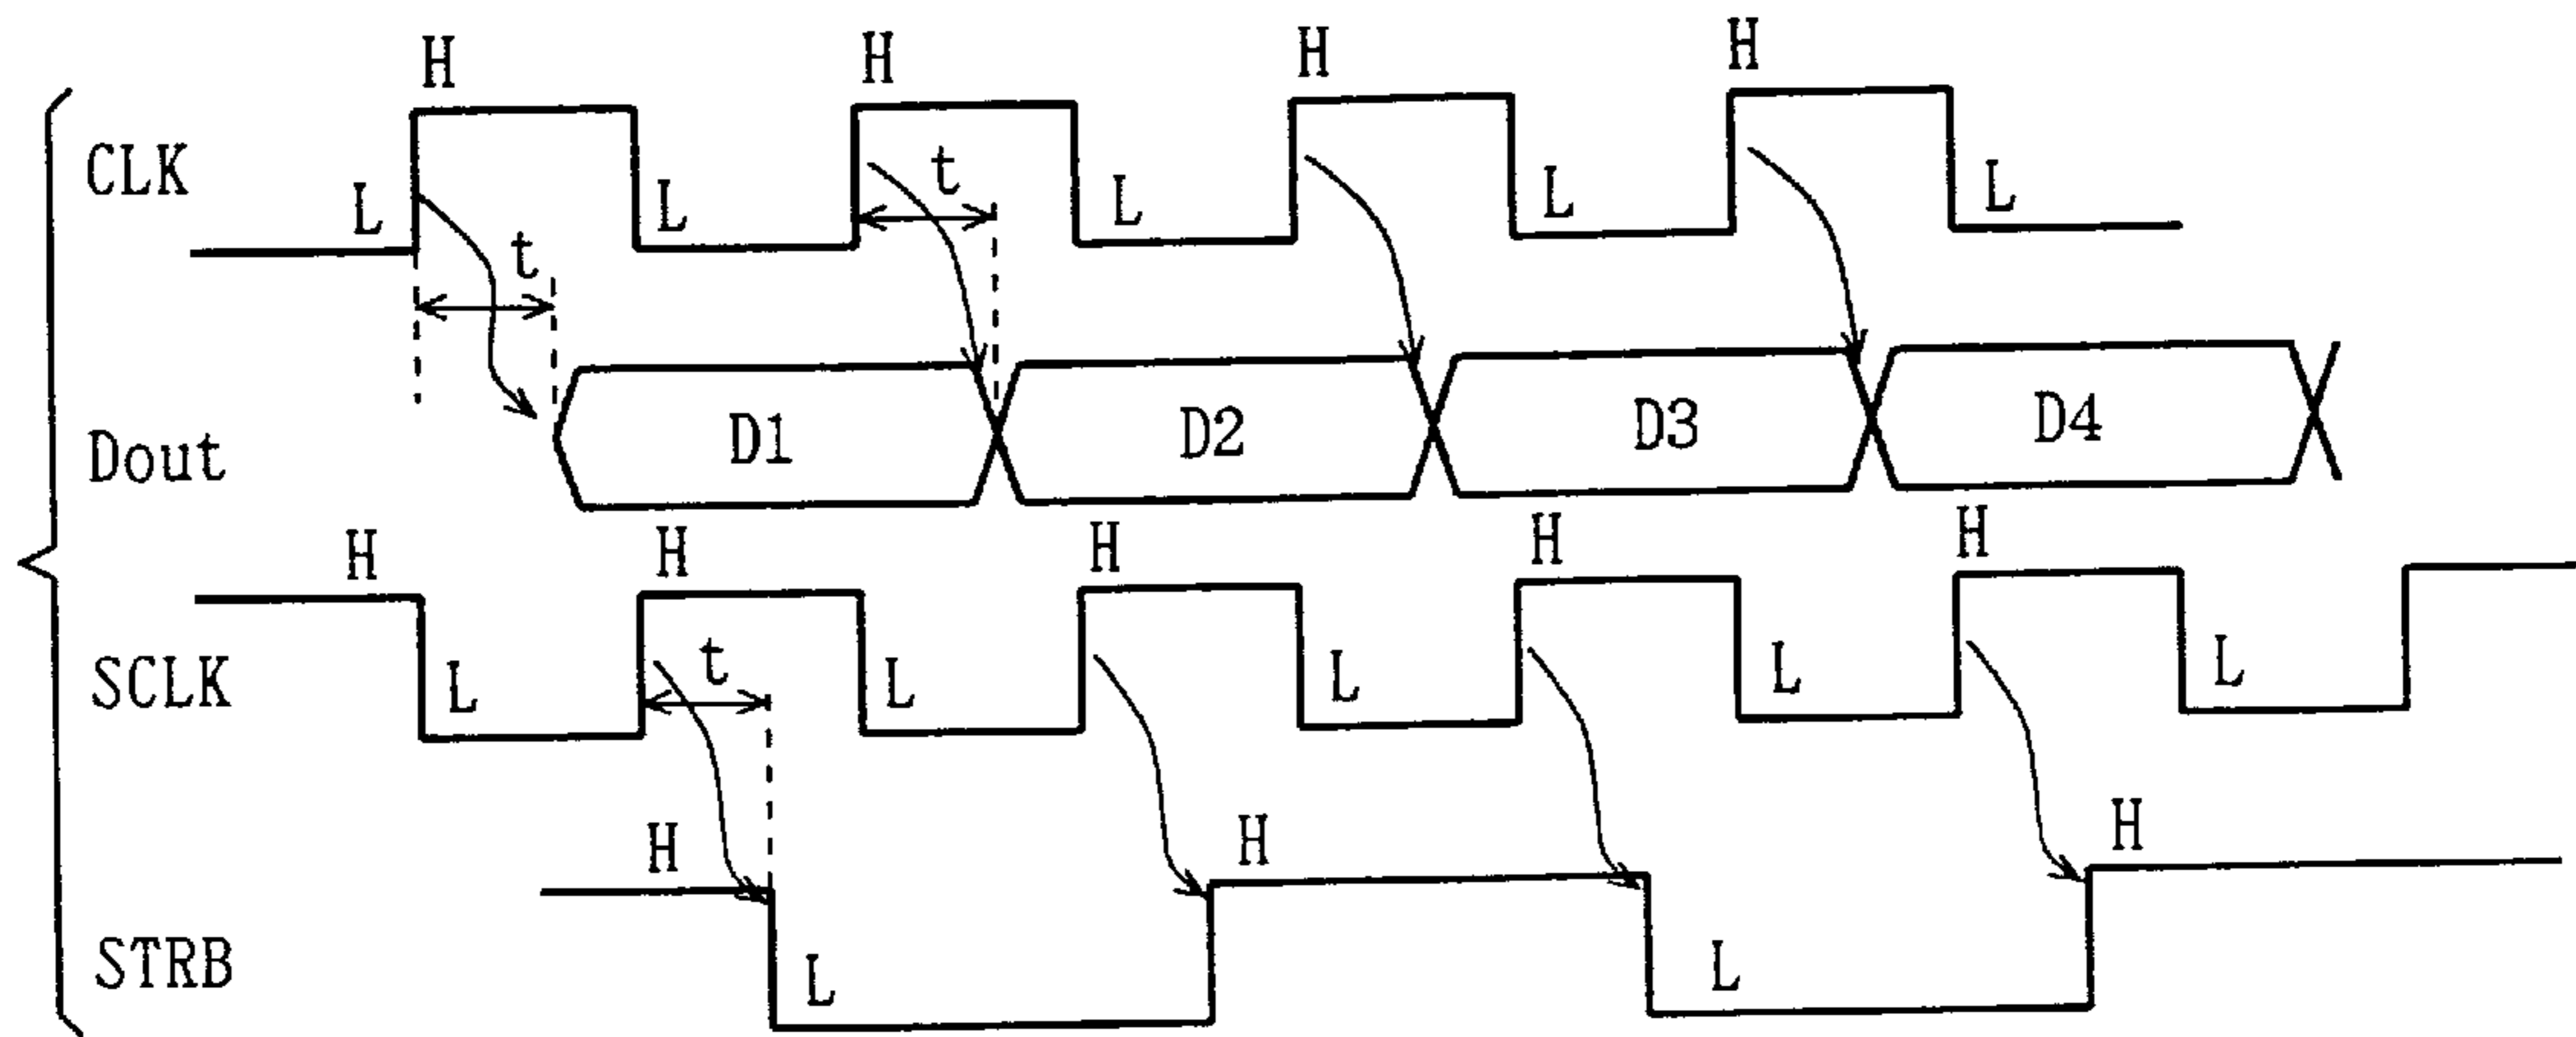 H H H H
CLK
L L L L L
t t
Dout
D1 D2 D3 D4
H H H H H
SCLK
L L L L L
t
H H H
STRB
L L